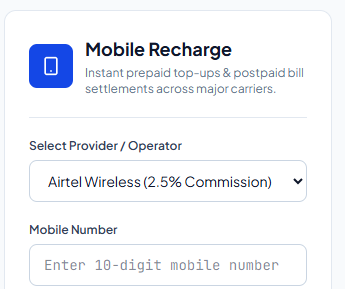 Mobile Recharge
Instant prepaid top-ups & postpaid bill
settlements across major carriers.
Select Provider / Operator
Airtel Wireless (2.5% Commission)
Mobile Number
Enter 10-digit mobile number